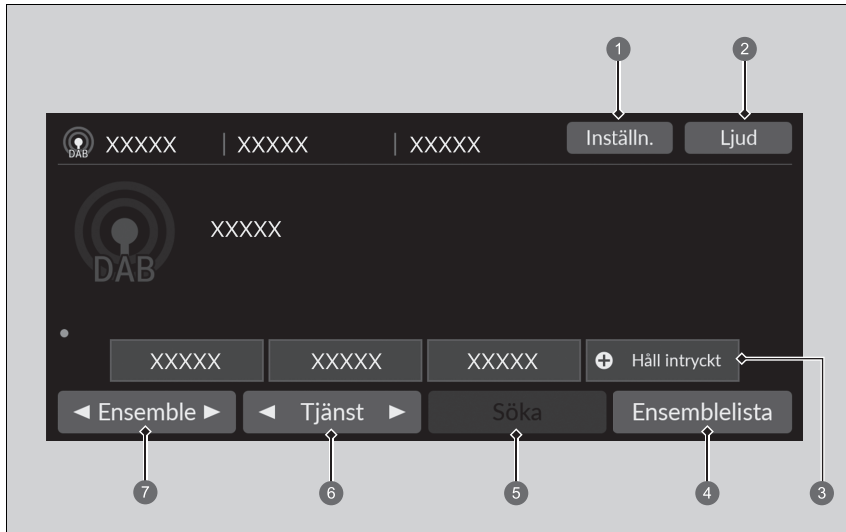 1 2
DAB XXXXX | XXXXX | XXXXX Inställn. Ljud
DAB XXXXX
XXXXX XXXXX XXXXX Håll intryckt 3
Ensemble Tjänst Söka Ensemblelista
7 6 5 4